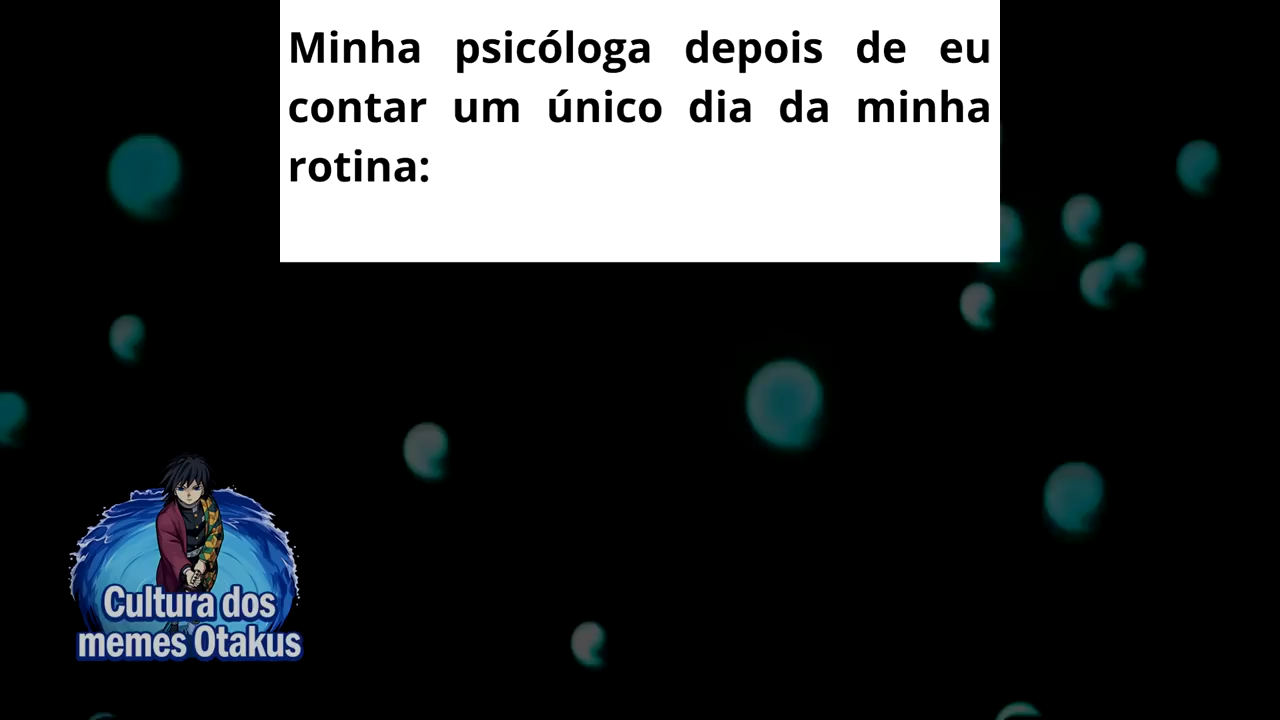 Minha psicóloga depois de eu
contar um único dia da minha
rotina:
Cultura dos
memes Otakus